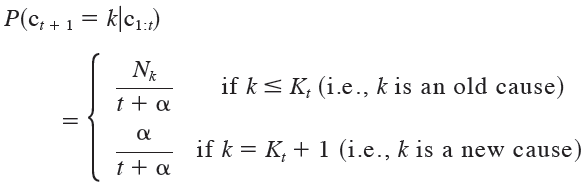 P(c_{t + 1} = k|c_{1:t})
= { N_k / (t + α) if k ≤ K_t (i.e., k is an old cause)
α / (t + α) if k = K_t + 1 (i.e., k is a new cause)